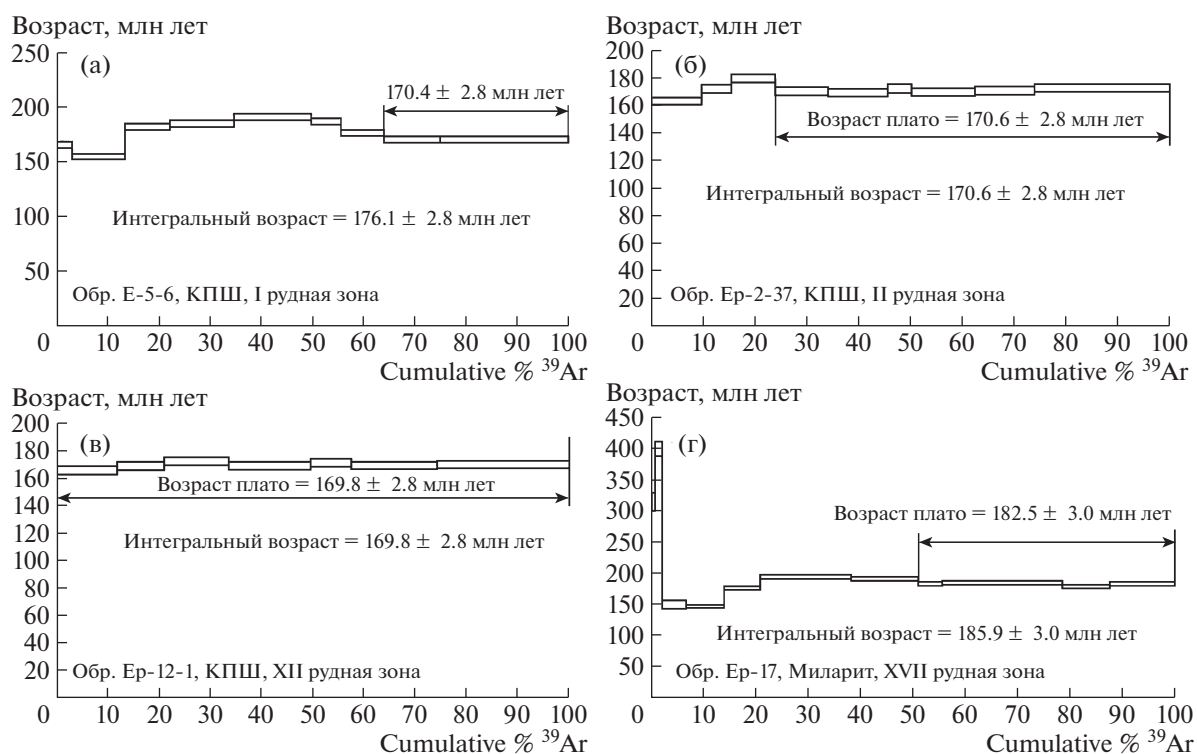 Возраст, млн лет
250
200
150
100
50
0
(а)
170.4 ± 2.8 млн лет
Интегральный возраст = 176.1 ± 2.8 млн лет
Обр. Е-5-6, КПШ, I рудная зона
10 20 30 40 50 60 70 80 90 100
Cumulative % ³⁹Ar
Возраст, млн лет
200
180
160
140
120
100
80
60
40
20
0
(б)
Возраст плато = 170.6 ± 2.8 млн лет
Интегральный возраст = 170.6 ± 2.8 млн лет
Обр. Ер-2-37, КПШ, II рудная зона
10 20 30 40 50 60 70 80 90 100
Cumulative % ³⁹Ar
Возраст, млн лет
200
180
160
140
120
100
80
60
40
20
0
(в)
Возраст плато = 169.8 ± 2.8 млн лет
Интегральный возраст = 169.8 ± 2.8 млн лет
Обр. Ер-12-1, КПШ, XII рудная зона
10 20 30 40 50 60 70 80 90 100
Cumulative % ³⁹Ar
Возраст, млн лет
450
400
350
300
250
200
150
100
50
0
(г)
Возраст плато = 182.5 ± 3.0 млн лет
Интегральный возраст = 185.9 ± 3.0 млн лет
Обр. Ер-17, Миларит, XVII рудная зона
10 20 30 40 50 60 70 80 90 100
Cumulative % ³⁹Ar